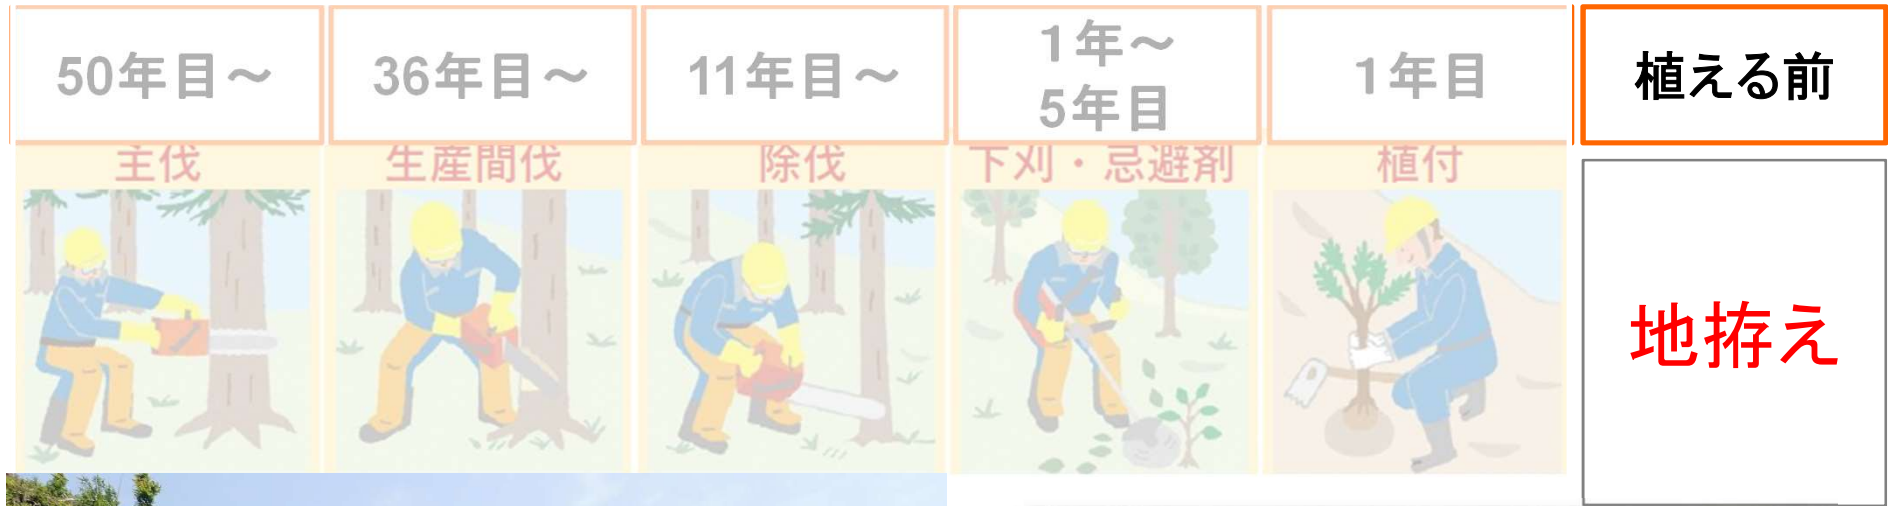 50年目～
36年目～
11年目～
1年～
5年目
1年目
植える前
主伐
生産間伐
除伐
下刈・忌避剤
植付
地拵え